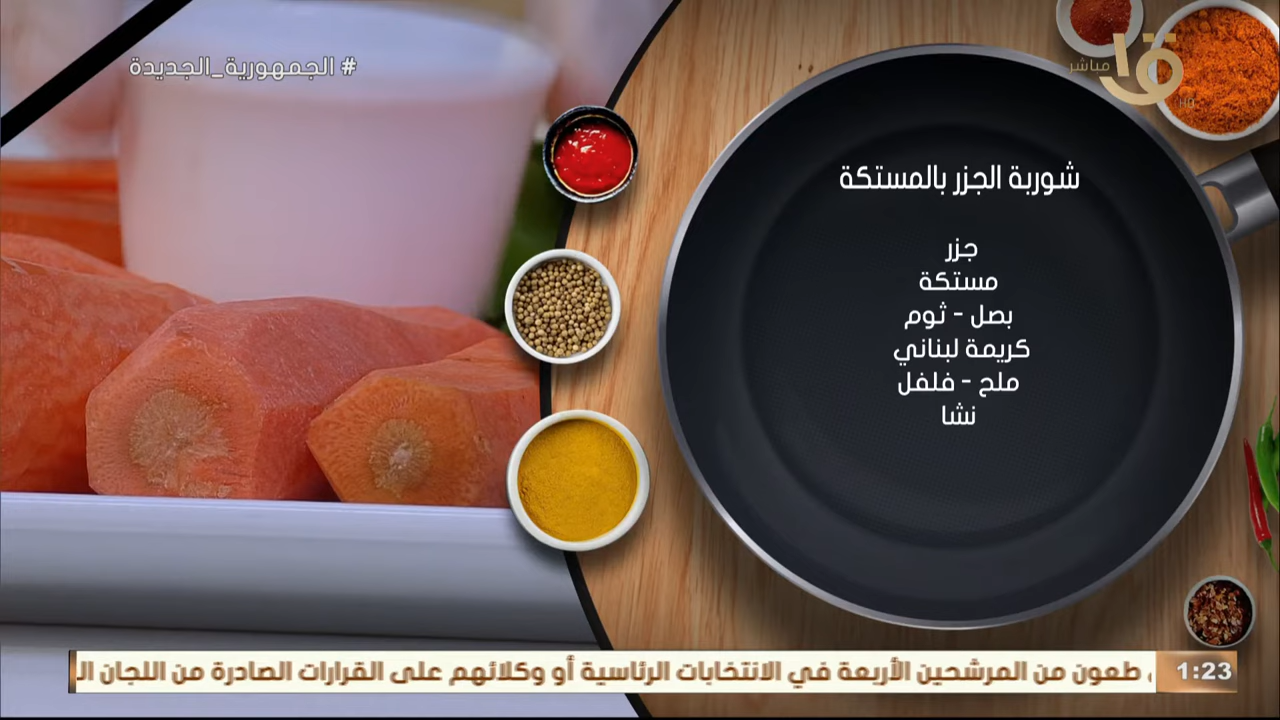 # الجمهورية_الجديدة
مباشر
HD
شوربة الجزر بالمستكة
جزر
مستكة
بصل - ثوم
كريمة لبناني
ملح - فلفل
نشا
طعون من المرشحين الأربعة في الانتخابات الرئاسية أو وكلائهم على القرارات الصادرة من اللجان
1:23